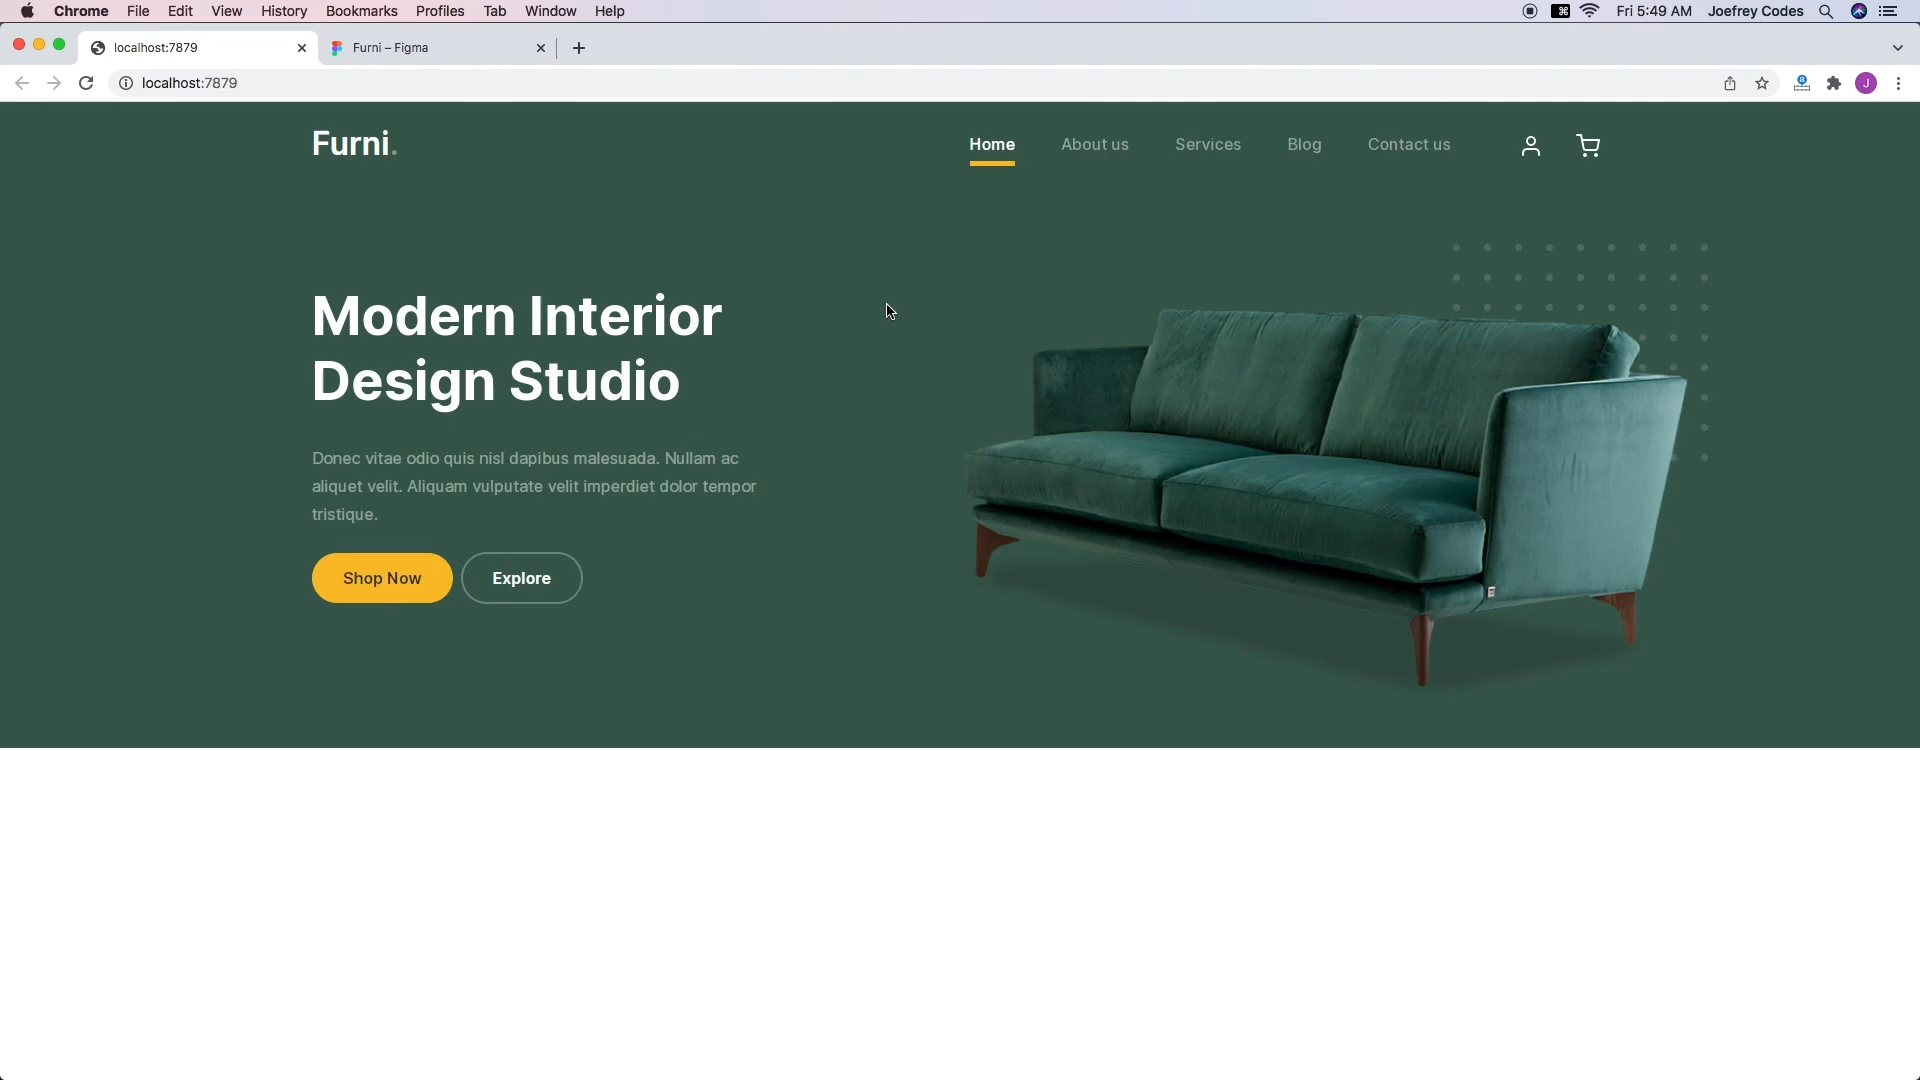 Chrome File Edit View History Bookmarks Profiles Tab Window Help Fri 5:49 AM Joefrey Codes
localhost:7879 Furni – Figma
localhost:7879 J
Furni. Home About us Services Blog Contact us
Modern Interior
Design Studio
Donec vitae odio quis nisl dapibus malesuada. Nullam ac
aliquet velit. Aliquam vulputate velit imperdiet dolor tempor
tristique.
Shop Now Explore